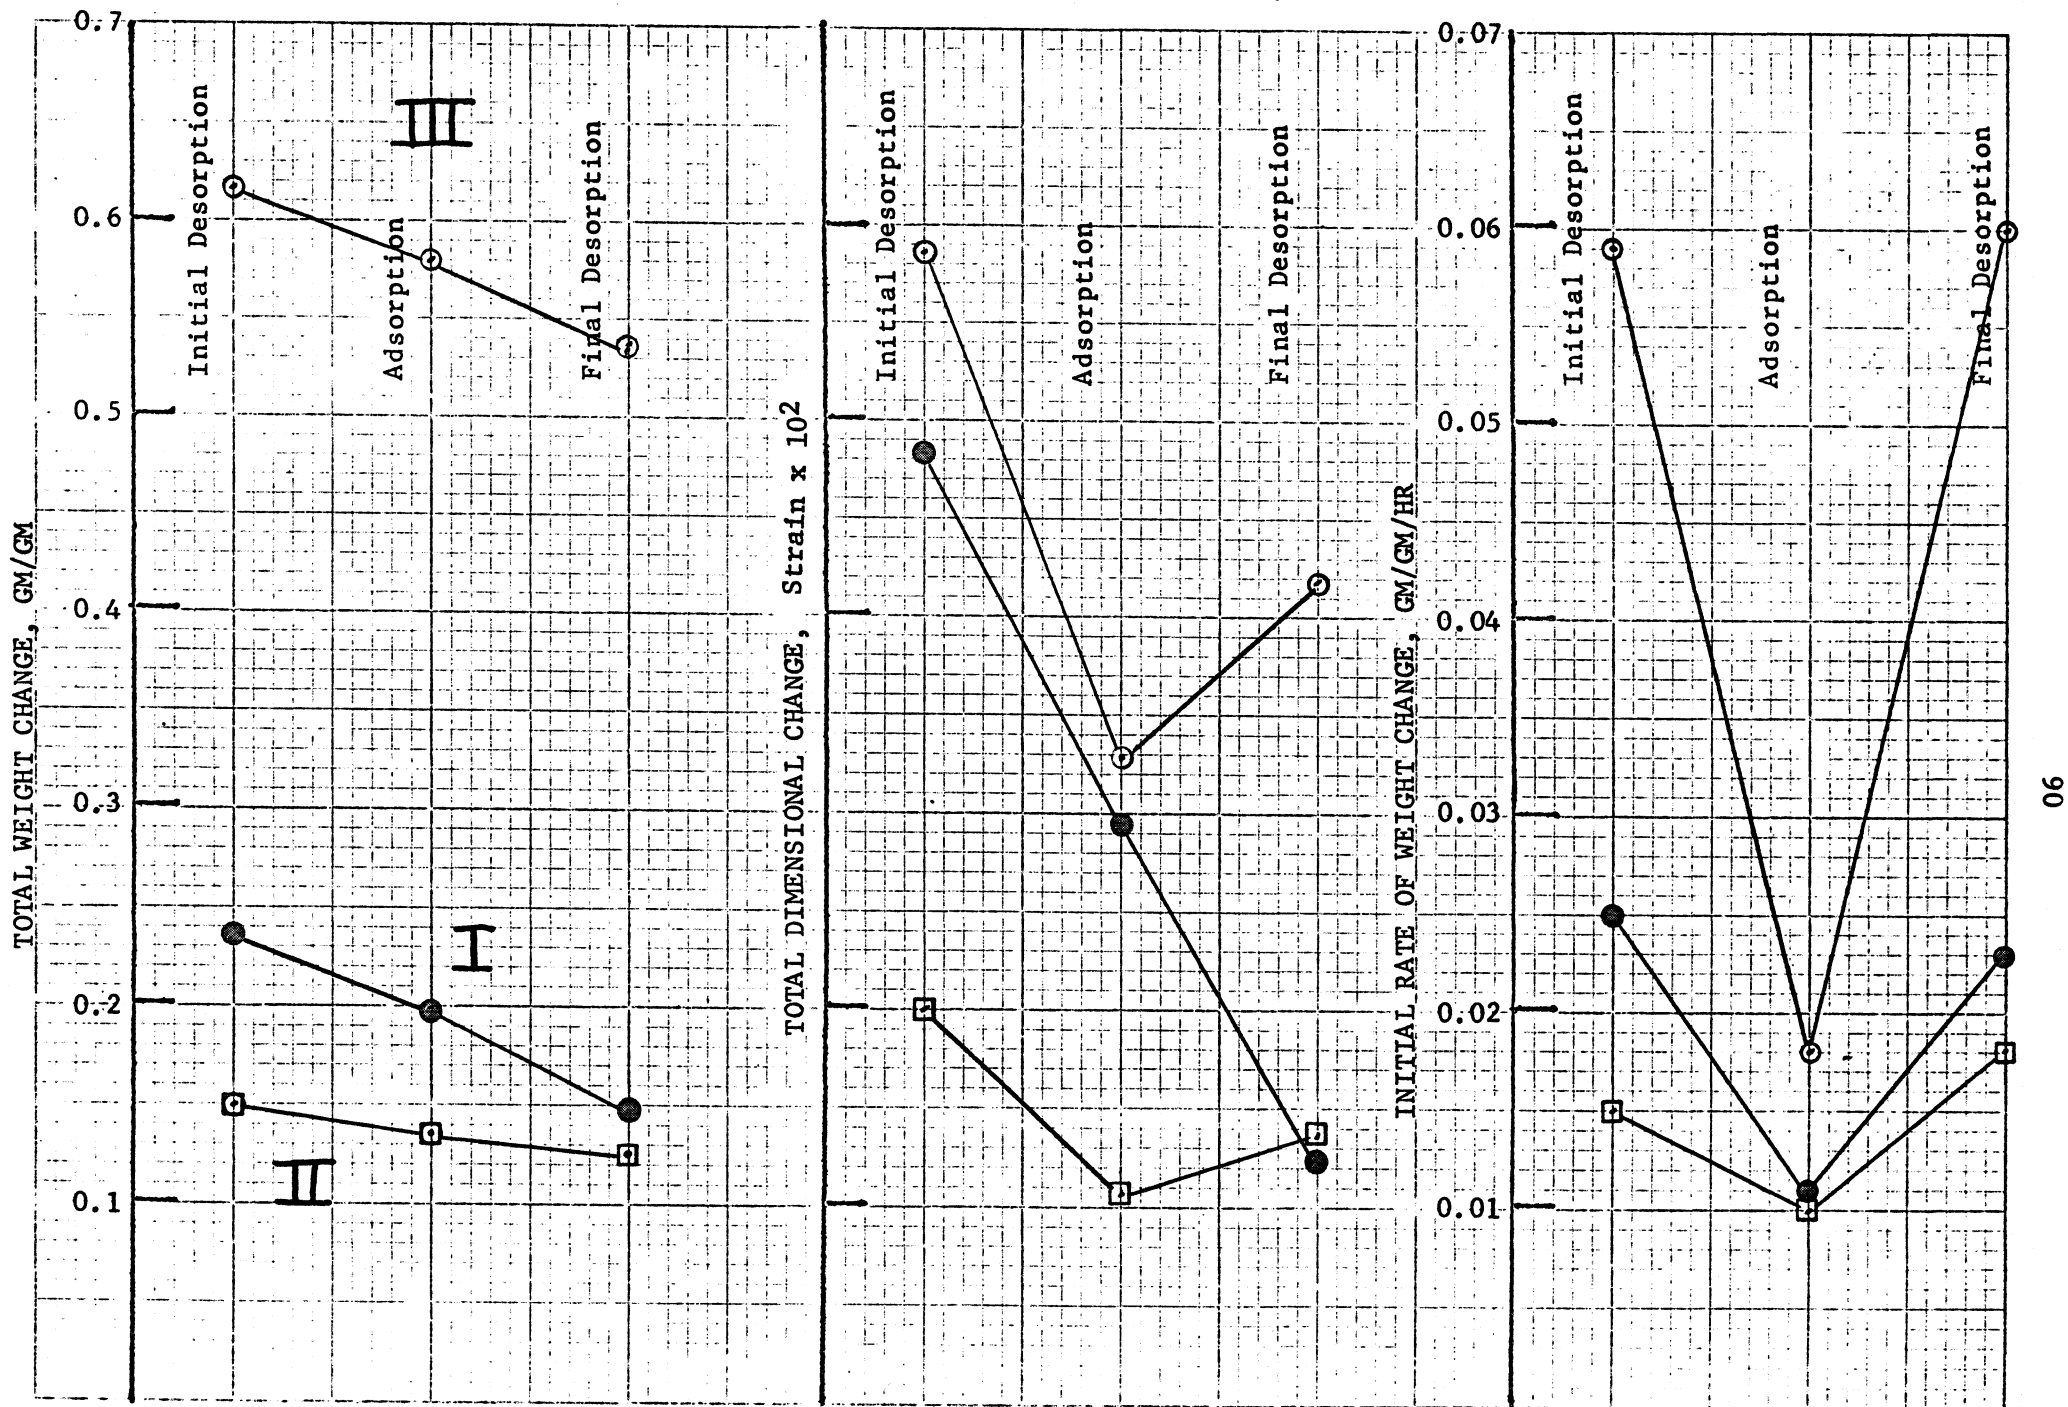 TOTAL WEIGHT CHANGE, GM/GM
0.7
0.6
0.5
0.4
0.3
0.2
0.1
Initial Desorption
Adsorption
Final Desorption
III
I
II
TOTAL DIMENSIONAL CHANGE, Strain x 10²
Initial Desorption
Adsorption
Final Desorption
INITIAL RATE OF WEIGHT CHANGE, GM/GM/HR
0.07
0.06
0.05
0.04
0.03
0.02
0.01
Initial Desorption
Adsorption
Final Desorption
90